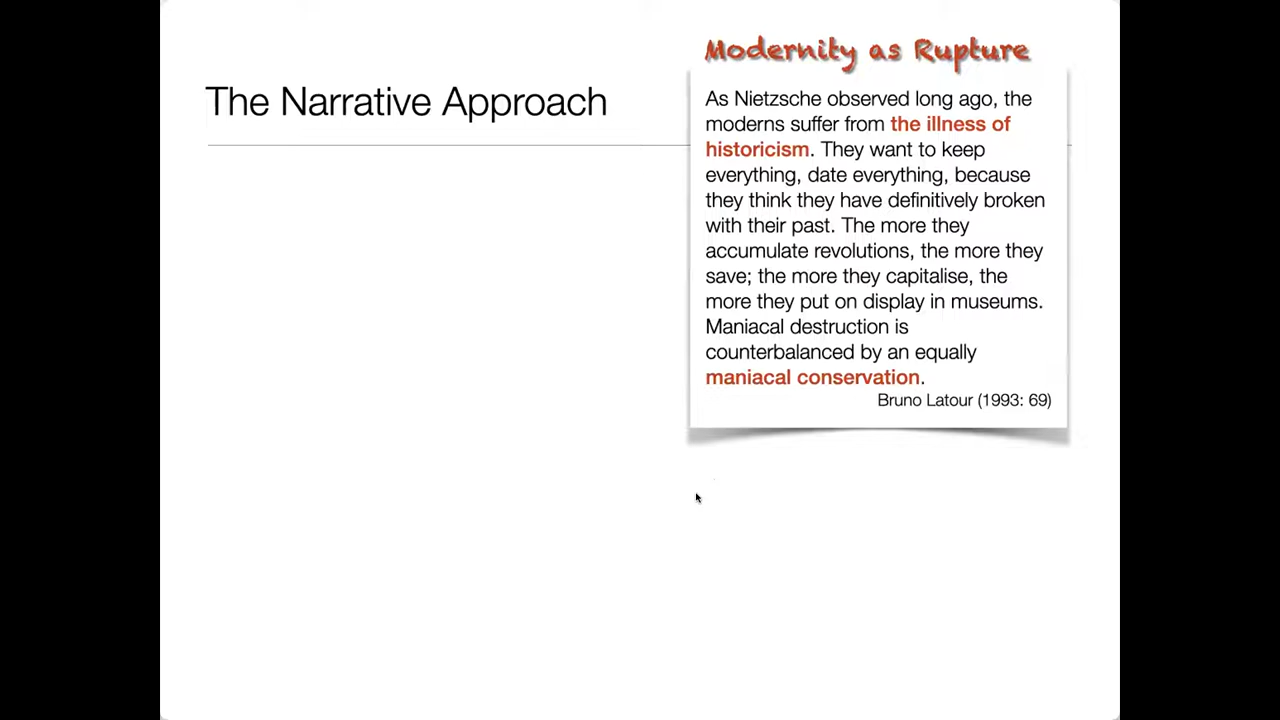 The Narrative Approach
Modernity as Rupture
As Nietzsche observed long ago, the
moderns suffer from the illness of
historicism. They want to keep
everything, date everything, because
they think they have definitively broken
with their past. The more they
accumulate revolutions, the more they
save; the more they capitalise, the
more they put on display in museums.
Maniacal destruction is
counterbalanced by an equally
maniacal conservation.
Bruno Latour (1993: 69)